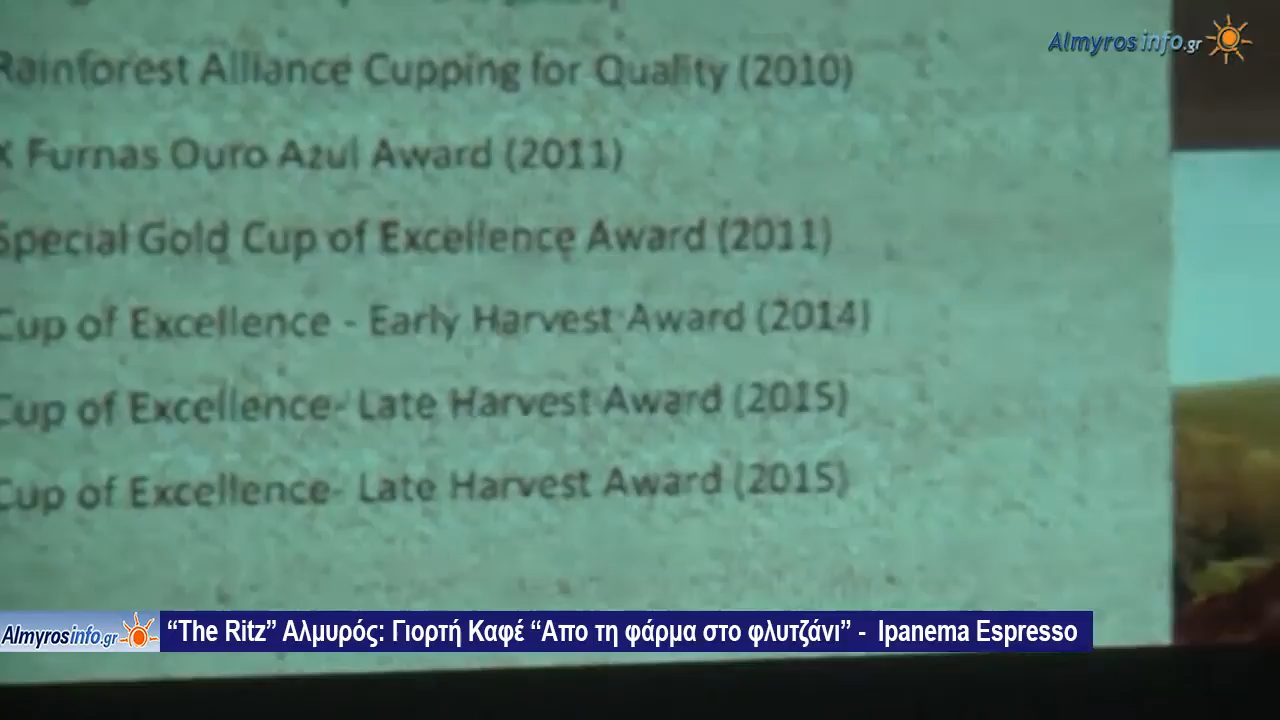 Almyrosinfo.gr
Rainforest Alliance Cupping for Quality (2010)
X Furnas Ouro Azul Award (2011)
Special Gold Cup of Excellence Award (2011)
Cup of Excellence - Early Harvest Award (2014)
Cup of Excellence- Late Harvest Award (2015)
Cup of Excellence- Late Harvest Award (2015)
Almyrosinfo.gr “The Ritz” Αλμυρός: Γιορτή Καφέ “Απο τη φάρμα στο φλυτζάνι” - Ipanema Espresso